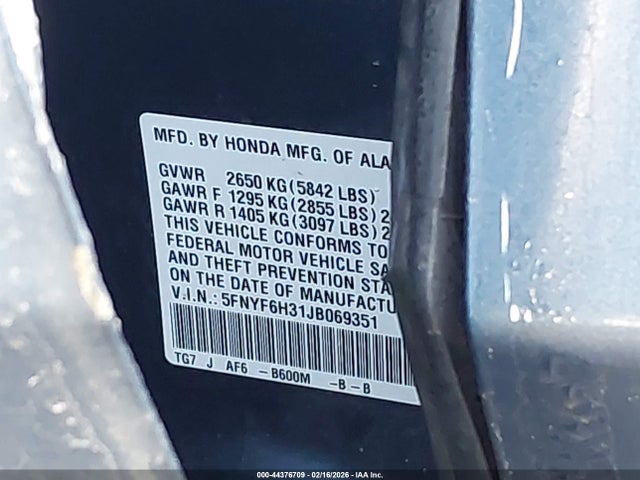 MFD. BY HONDA MFG. OF ALA
GVWR 2650 KG (5842 LBS)
GAWR F 1295 KG (2855 LBS) 2
GAWR R 1405 KG (3097 LBS) 2
THIS VEHICLE CONFORMS TO
FEDERAL MOTOR VEHICLE SA
AND THEFT PREVENTION STA
ON THE DATE OF MANUFACTU
V.I.N.: 5FNYF6H31JB069351
TG7 J AF6 -B600M -B-B
000-44376709 - 02/16/2026 - IAA Inc.